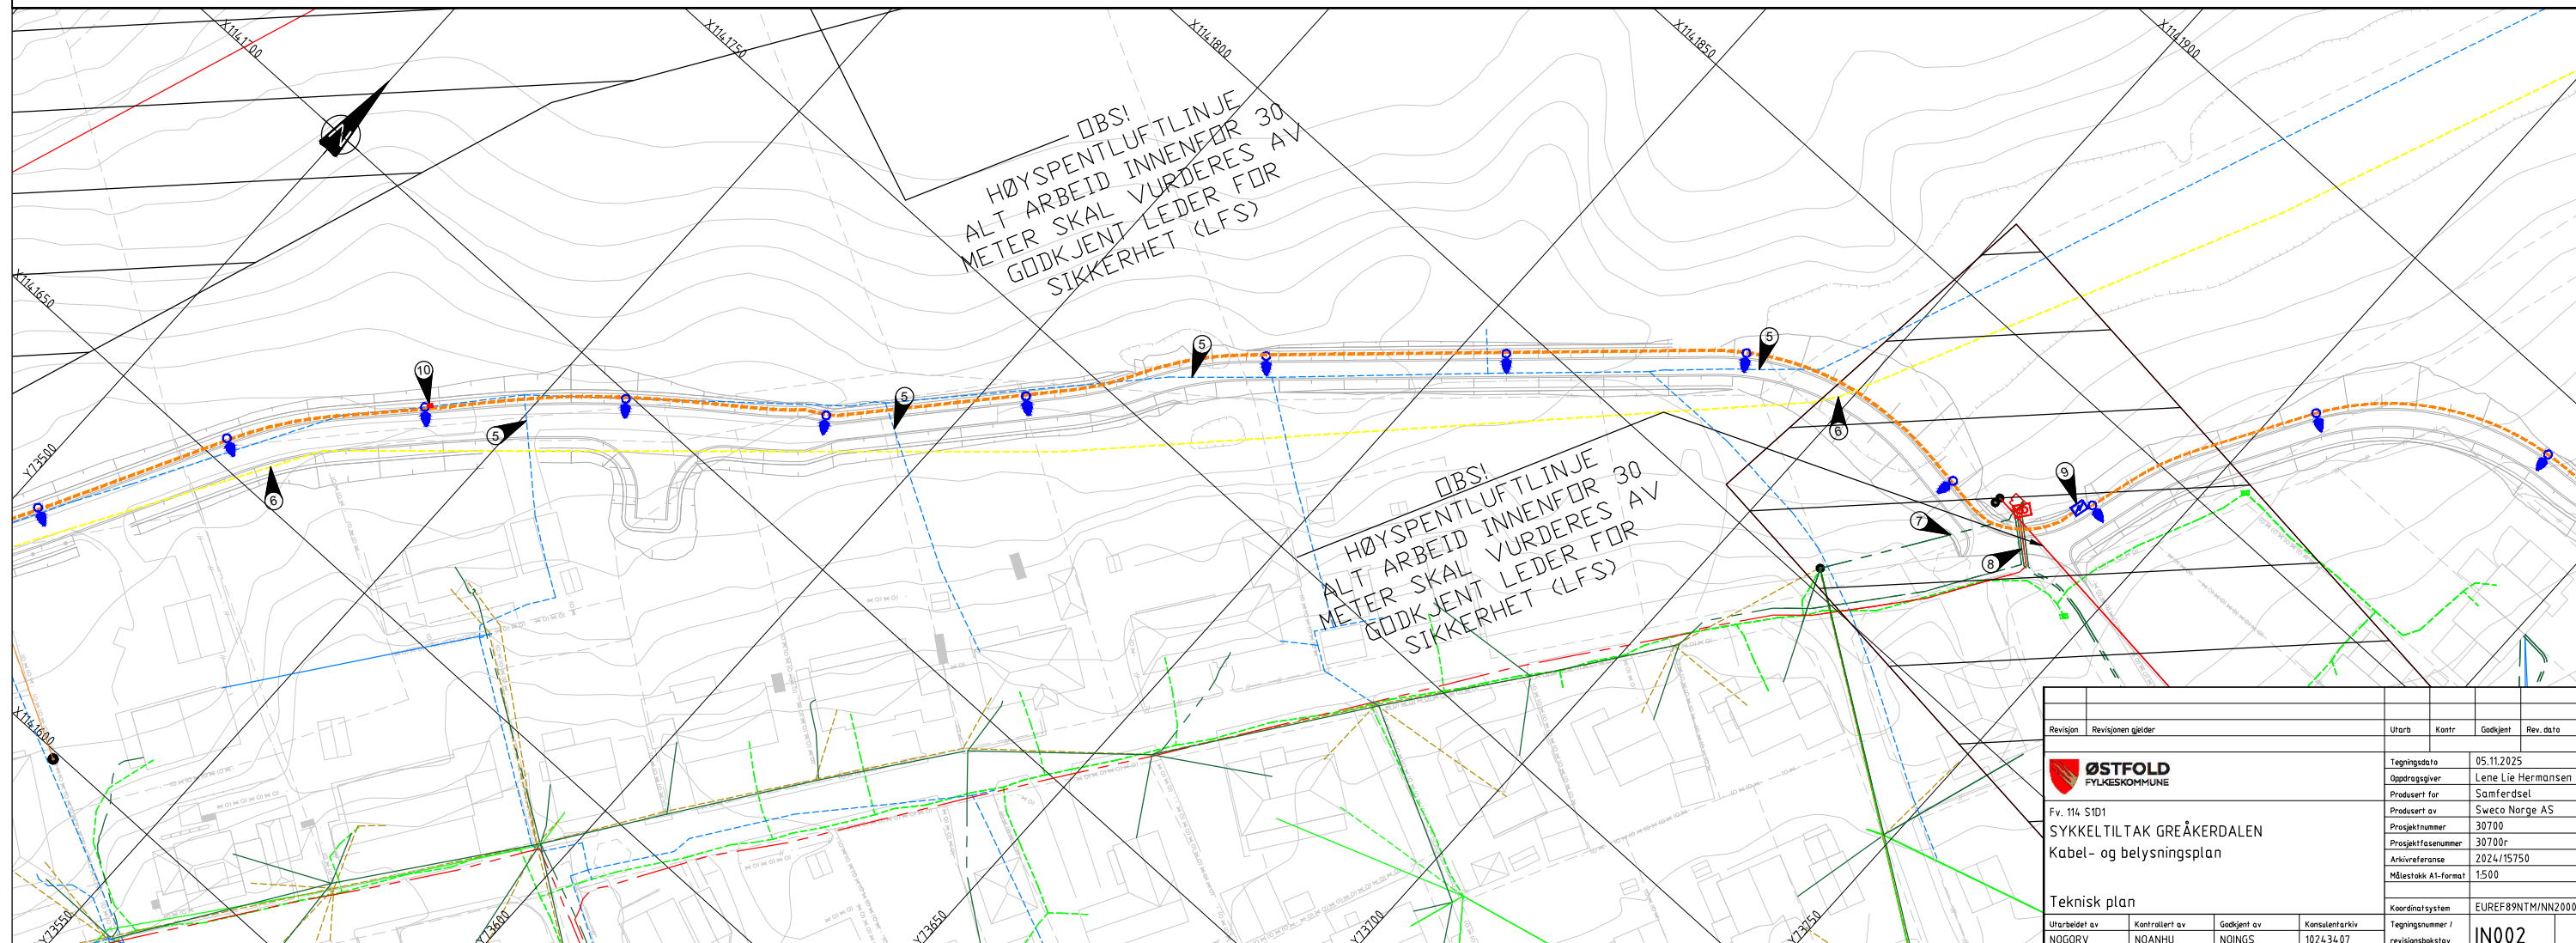 X1141700
X1141750
X1141800
X1141850
X1141900
N
OBS!
HØYSPENTLUFTLINJE
ALT ARBEID INNENFOR 30
METER SKAL VURDERES AV
GODKJENT LEDER FOR
SIKKERHET (LFS)
X1141650
10
5
5
5
5
6
6
Y73500
OBS!
HØYSPENTLUFTLINJE
ALT ARBEID INNENFOR 30
METER SKAL VURDERES AV
GODKJENT LEDER FOR
SIKKERHET (LFS)
9
7
8
X1141600
Y73550
Y73600
Y73650
Y73700
Y73750
Revisjon Revisjonen gjelder Utarb Kontr Godkjent Rev. dato
ØSTFOLD
FYLKESKOMMUNE
Fv. 114 S1D1
SYKKELTILTAK GREÅKERDALEN
Kabel- og belysningsplan
Teknisk plan
Tegningsdato 05.11.2025
Oppdragsgiver Lene Lie Hermansen
Produsert for Samferdsel
Produsert av Sweco Norge AS
Prosjektnummer 30700
Prosjektfasenummer 30700r
Arkivreferanse 2024/15750
Målestokk A1-format 1:500
Koordinatsystem EUREF89NTM/NN2000
Utarbeidet av Kontrollert av Godkjent av Konsulentarkiv
NOGORV NOANHU NOINGS 10243407
Tegningsnummer /
revisjonsbokstav IN002